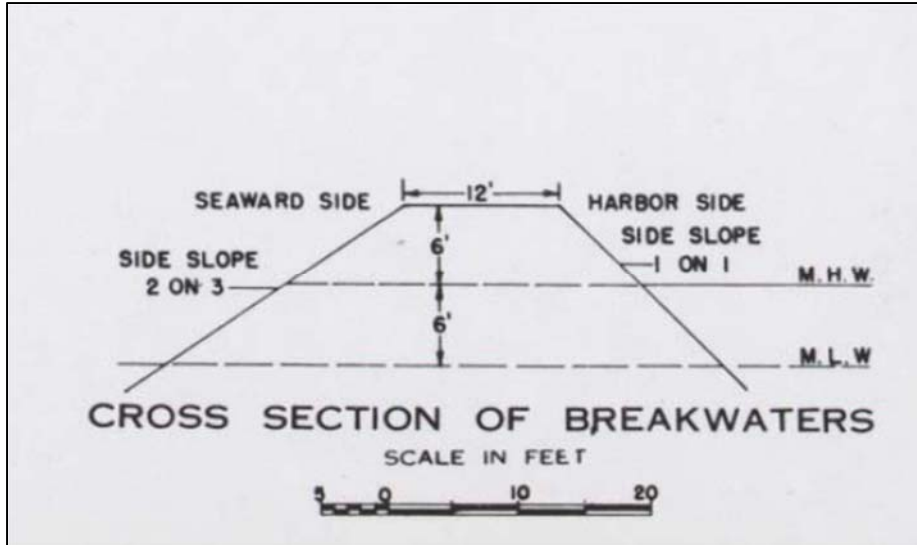 12'
SEAWARD SIDE
HARBOR SIDE
SIDE SLOPE
1 ON 1
6'
SIDE SLOPE
2 ON 3
M.H.W.
6'
M.L.W
CROSS SECTION OF BREAKWATERS
SCALE IN FEET
5 0 10 20